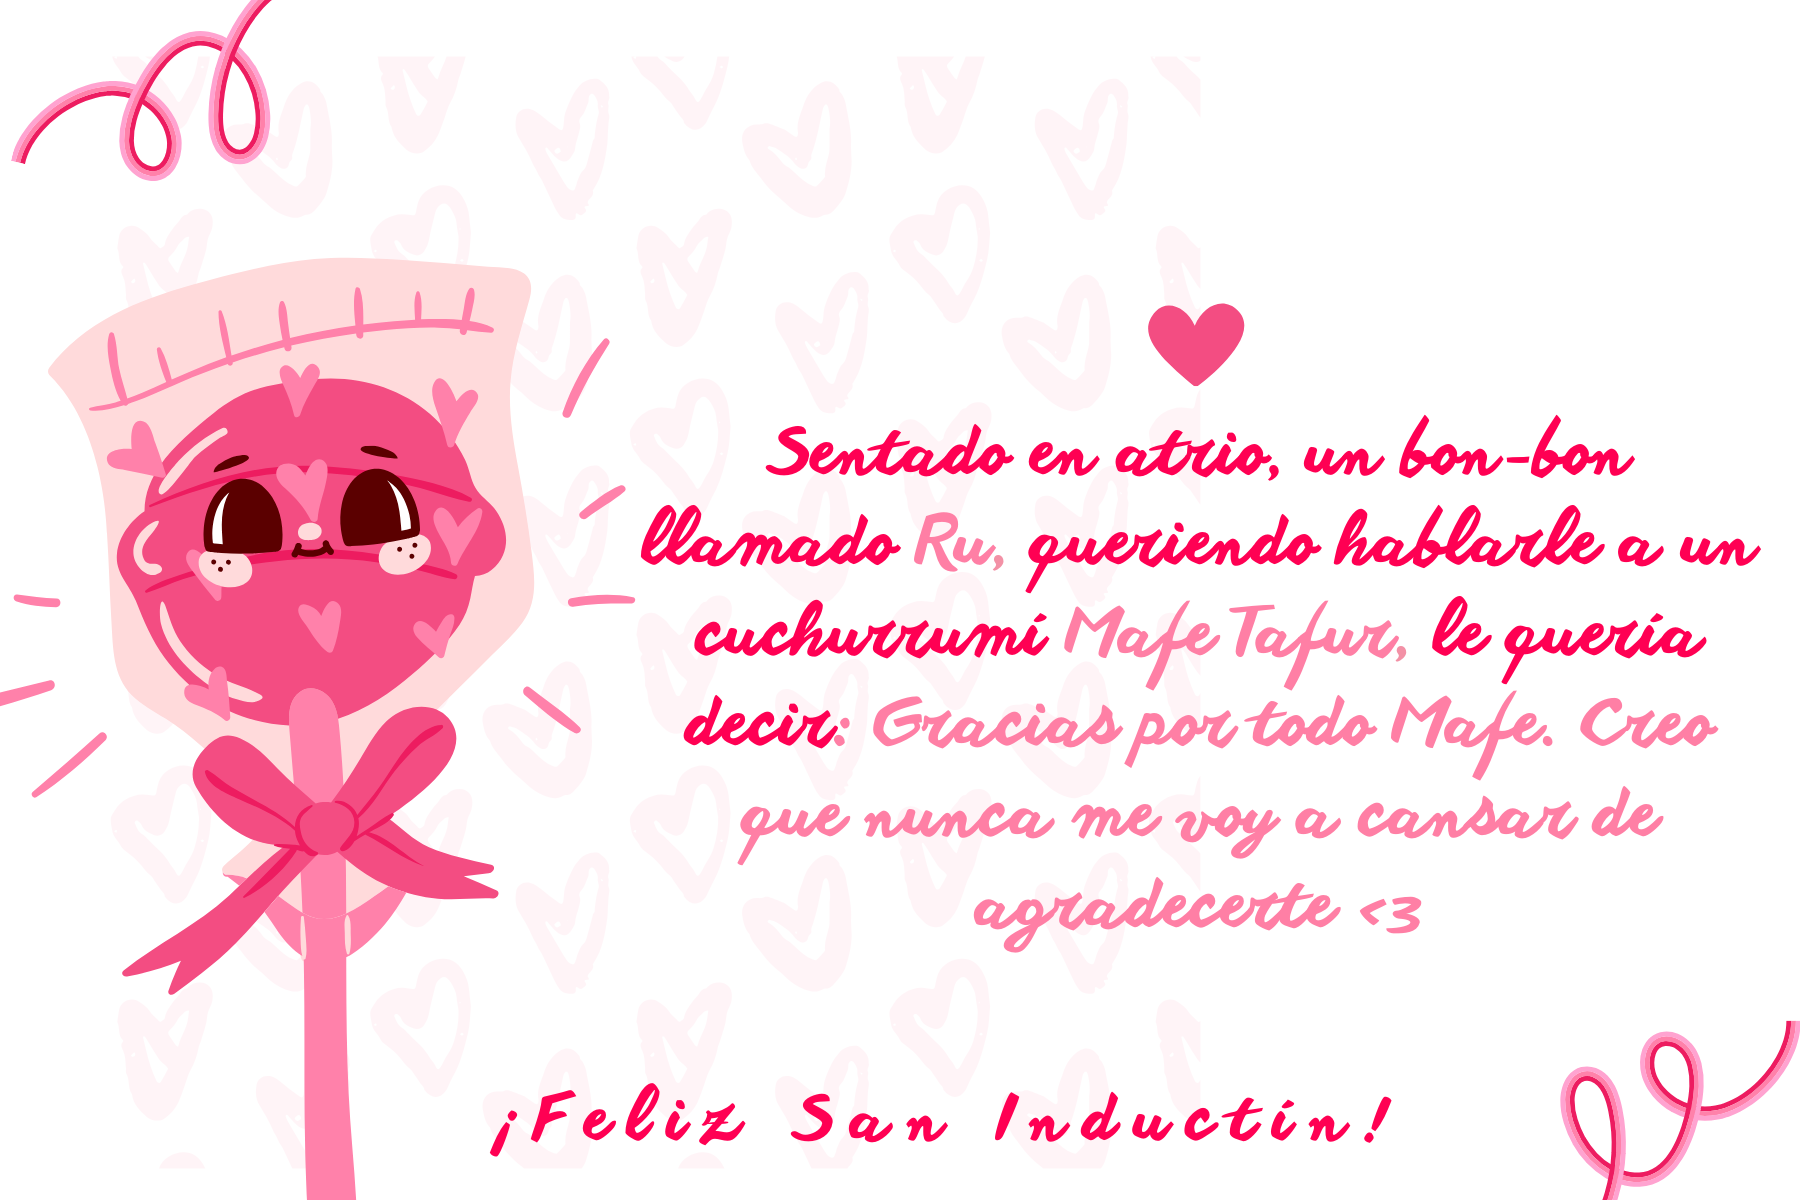 Sentado en atrio, un bon-bon
llamado Ru, queriendo hablarle a un
cuchurrumí Mafe Tafur, le quería
decir: Gracias por todo Mafe. Creo
que nunca me voy a cansar de
agradecerte <3
¡Feliz San Inductín!